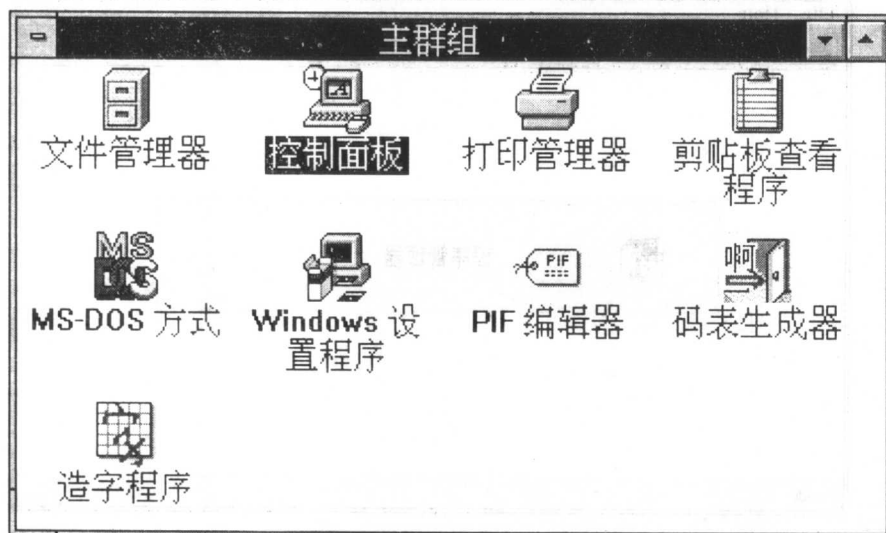 主群组
文件管理器
控制面板
打印管理器
剪贴板查看
程序
MS-DOS 方式
Windows 设
置程序
PIF
PIF 编辑器
啊
码表生成器
造字程序